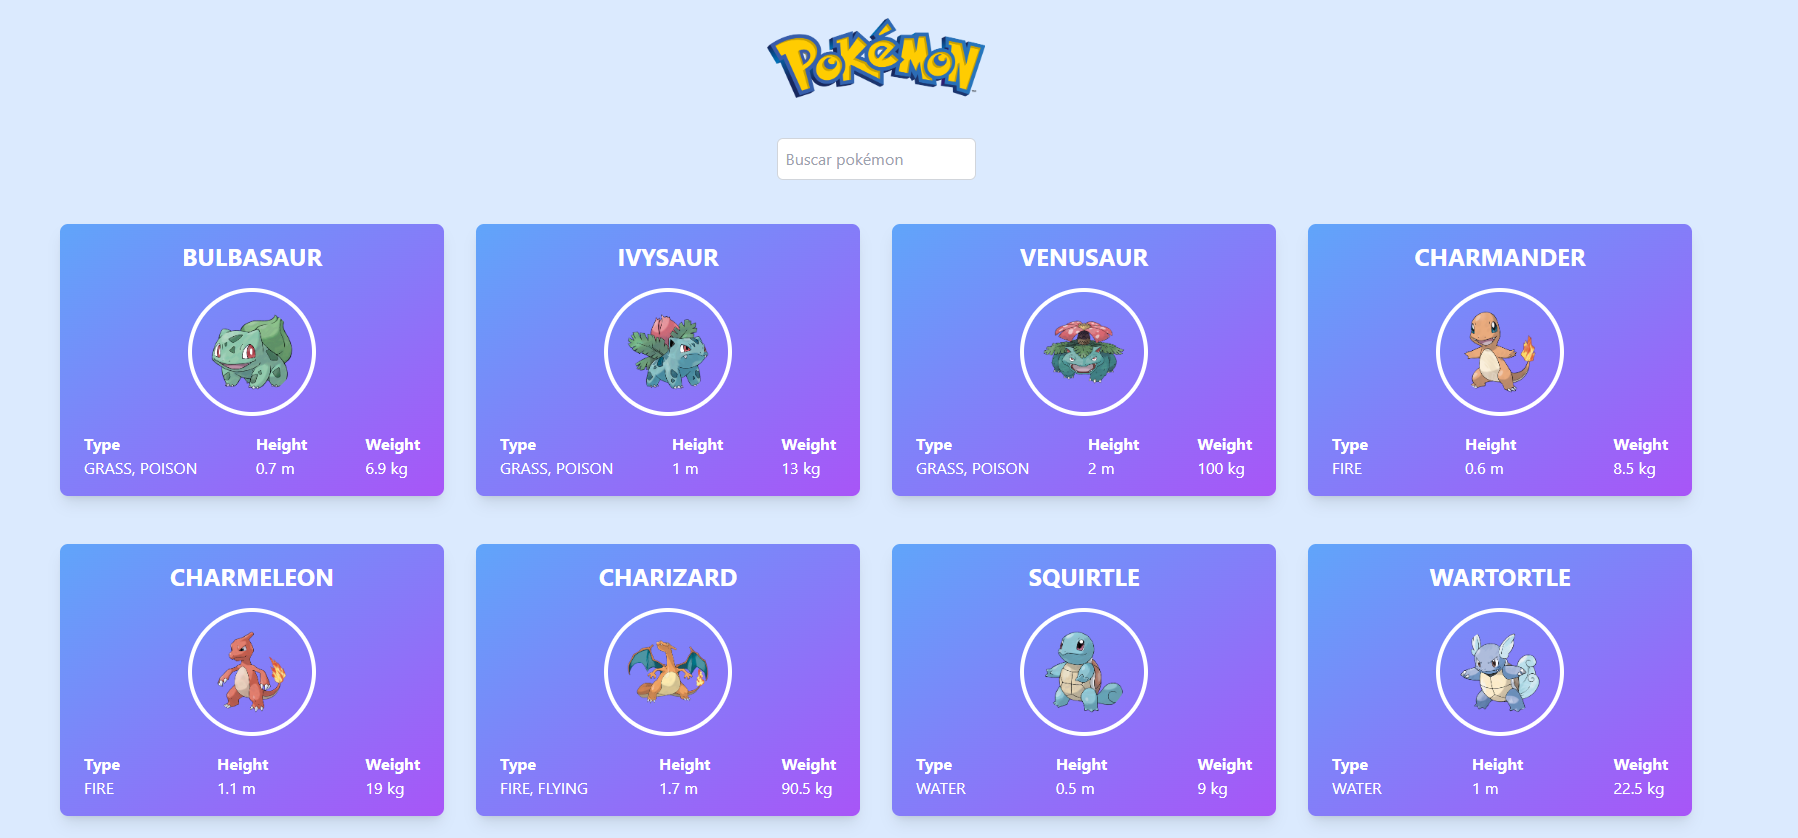 POKéMON
Buscar pokémon
BULBASAUR
Type Height Weight
GRASS, POISON 0.7 m 6.9 kg
IVYSAUR
Type Height Weight
GRASS, POISON 1 m 13 kg
VENUSAUR
Type Height Weight
GRASS, POISON 2 m 100 kg
CHARMANDER
Type Height Weight
FIRE 0.6 m 8.5 kg
CHARMELEON
Type Height Weight
FIRE 1.1 m 19 kg
CHARIZARD
Type Height Weight
FIRE, FLYING 1.7 m 90.5 kg
SQUIRTLE
Type Height Weight
WATER 0.5 m 9 kg
WARTORTLE
Type Height Weight
WATER 1 m 22.5 kg